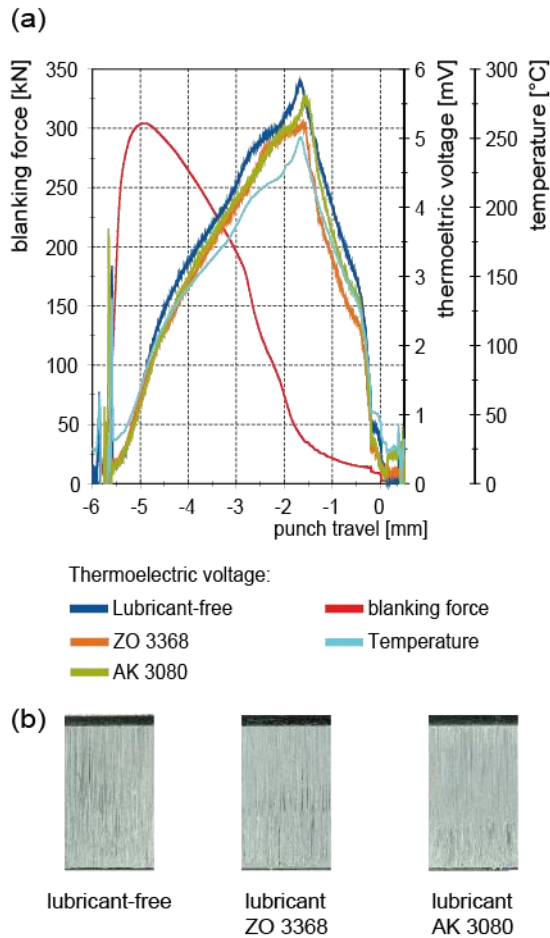 (a)
blanking force [kN]
350
300
250
200
150
100
50
0
6
5
4
3
2
1
0
thermoeltric voltage [mV]
300
250
200
150
100
50
0
temperature [°C]
-6 -5 -4 -3 -2 -1 0
punch travel [mm]
Thermoelectric voltage:
Lubricant-free
blanking force
ZO 3368
Temperature
AK 3080
(b)
lubricant-free
lubricant
ZO 3368
lubricant
AK 3080